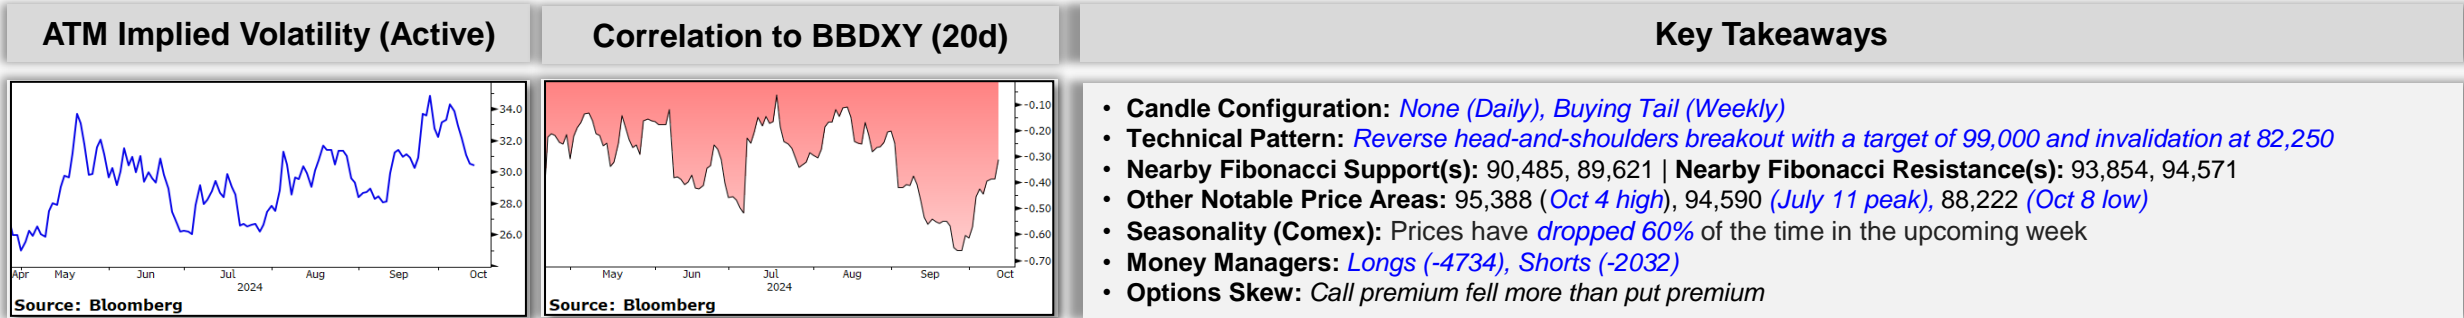 ATM Implied Volatility (Active)
34.0
32.0
30.0
28.0
26.0
Apr May Jun Jul Aug Sep Oct
2024
Source: Bloomberg
Correlation to BBDXY (20d)
-0.10
-0.20
-0.30
-0.40
-0.50
-0.60
-0.70
May Jun Jul Aug Sep Oct
2024
Source: Bloomberg
Key Takeaways
• Candle Configuration: None (Daily), Buying Tail (Weekly)
• Technical Pattern: Reverse head-and-shoulders breakout with a target of 99,000 and invalidation at 82,250
• Nearby Fibonacci Support(s): 90,485, 89,621 | Nearby Fibonacci Resistance(s): 93,854, 94,571
• Other Notable Price Areas: 95,388 (Oct 4 high), 94,590 (July 11 peak), 88,222 (Oct 8 low)
• Seasonality (Comex): Prices have dropped 60% of the time in the upcoming week
• Money Managers: Longs (-4734), Shorts (-2032)
• Options Skew: Call premium fell more than put premium